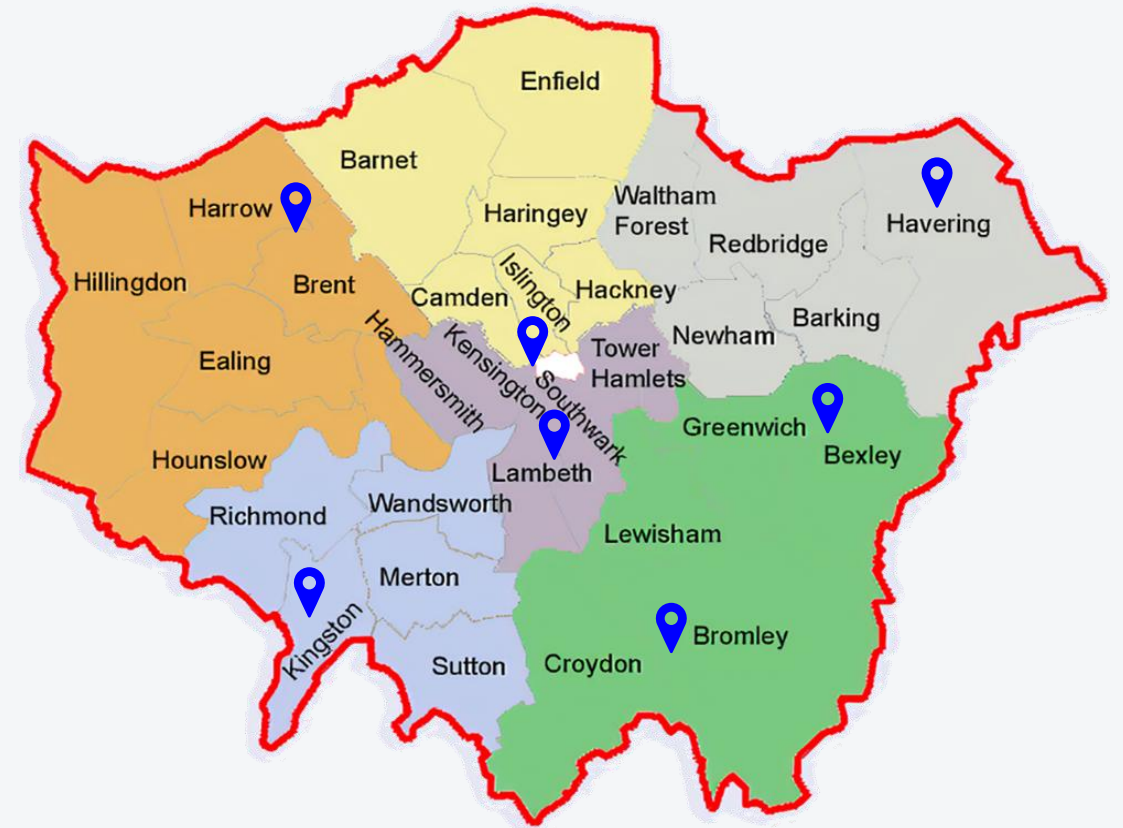 Enfield
Barnet
Waltham
Forest
Harrow
Haringey
Havering
Redbridge
Hillingdon
Brent
Camden
Islington
Hackney
Barking
Newham
Hammersmith
Kensington
Tower
Hamlets
Ealing
Southwark
Greenwich
Bexley
Hounslow
Lambeth
Wandsworth
Richmond
Lewisham
Merton
Kingston
Bromley
Sutton
Croydon